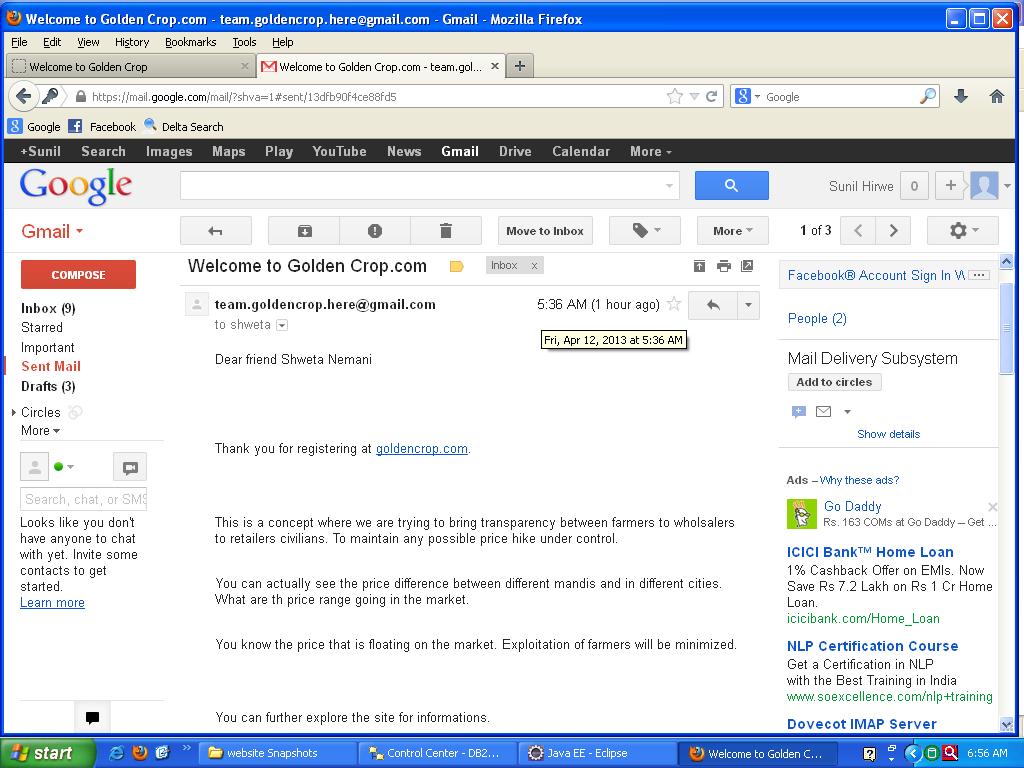 Welcome to Golden Crop.com - team.goldencrop.here@gmail.com - Gmail - Mozilla Firefox
File Edit View History Bookmarks Tools Help
Welcome to Golden Crop
Welcome to Golden Crop.com - team.gol...
https://mail.google.com/mail/?shva=1#sent/13dfb90f4ce88fd5
Google
Google Facebook Delta Search
+Sunil Search Images Maps Play YouTube News Gmail Drive Calendar More
Google
Sunil Hirwe 0 +
Gmail
Move to Inbox More 1 of 3
COMPOSE
Inbox (9)
Starred
Important
Sent Mail
Drafts (3)
Circles
More
Search, chat, or SMS
Looks like you don't
have anyone to chat
with yet. Invite some
contacts to get
started.
Learn more
Welcome to Golden Crop.com Inbox x
team.goldencrop.here@gmail.com 5:36 AM (1 hour ago)
to shweta
Fri, Apr 12, 2013 at 5:36 AM
Dear friend Shweta Nemani
Thank you for registering at goldencrop.com.
This is a concept where we are trying to bring transparency between farmers to wholsalers
to retailers civilians. To maintain any possible price hike under control.
You can actually see the price difference between different mandis and in different cities.
What are th price range going in the market.
You know the price that is floating on the market. Exploitation of farmers will be minimized.
You can further explore the site for informations.
Facebook® Account Sign In
People (2)
Mail Delivery Subsystem
Add to circles
Show details
Ads – Why these ads?
Go Daddy
Rs. 163 COMs at Go Daddy – Get ...
ICICI Bank™ Home Loan
1% Cashback Offer on EMIs. Now
Save Rs 7.2 Lakh on Rs 1 Cr Home
Loan.
icicibank.com/Home_Loan
NLP Certification Course
Get a Certification in NLP
with the Best Training in India
www.soexcellence.com/nlp+training
Dovecot IMAP Server
start
website Snapshots
Control Center - DB2...
Java EE - Eclipse
Welcome to Golden C...
6:56 AM